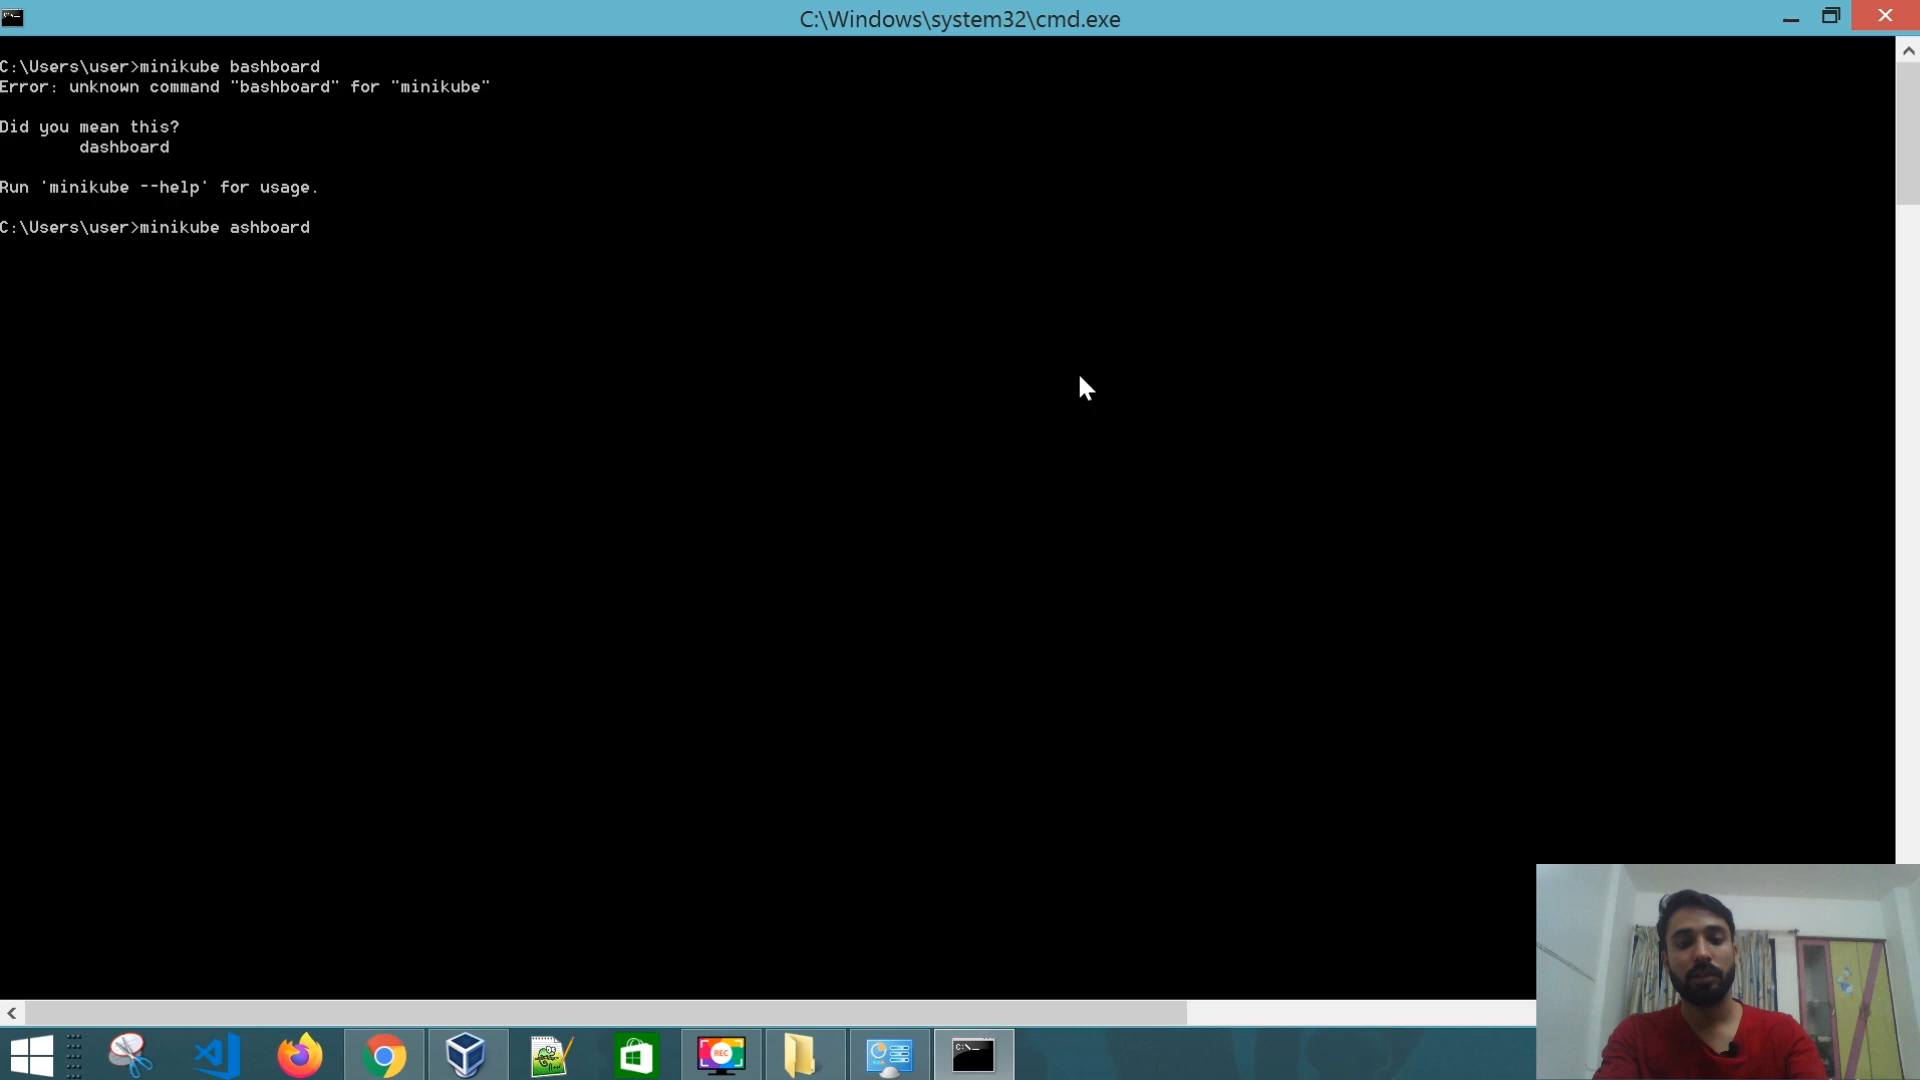 C:\Windows\system32\cmd.exe
C:\Users\user>minikube bashboard
Error: unknown command "bashboard" for "minikube"
Did you mean this?
dashboard
Run 'minikube --help' for usage.
C:\Users\user>minikube ashboard
REC